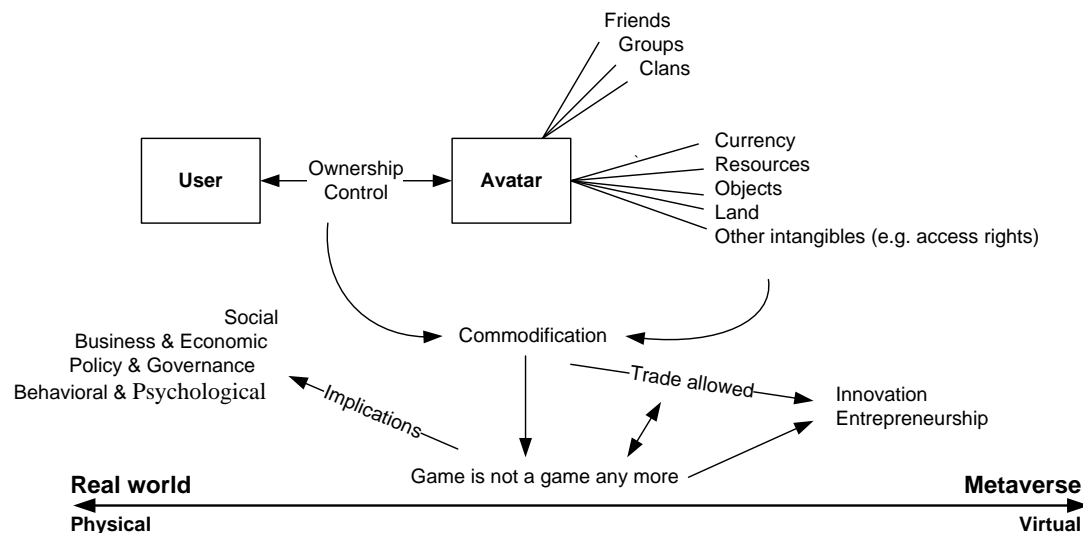 Friends
Groups
Clans
User
Ownership
Control
Avatar
Currency
Resources
Objects
Land
Other intangibles (e.g. access rights)
Social
Business & Economic
Policy & Governance
Behavioral & Psychological
Commodification
Implications
Trade allowed
Innovation
Entrepreneurship
Game is not a game any more
Real world
Metaverse
Physical
Virtual